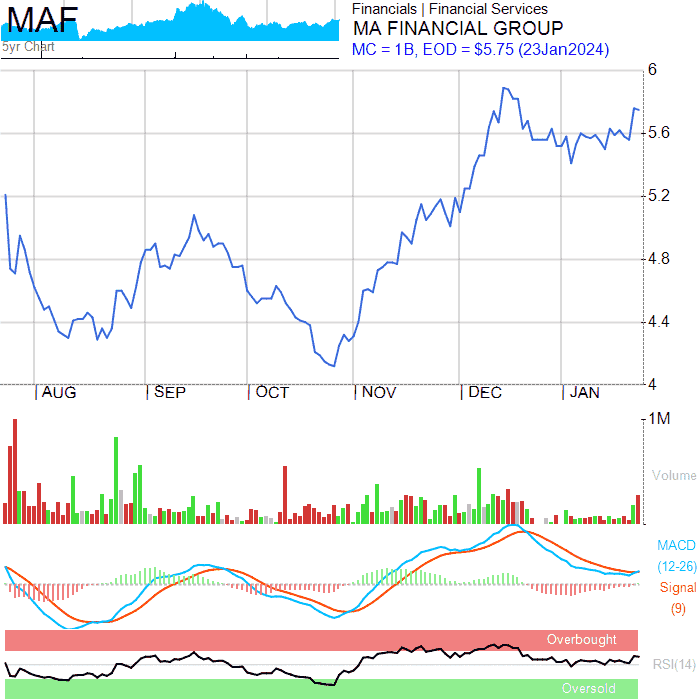 MAF
5yr Chart
Financials | Financial Services
MA FINANCIAL GROUP
MC = 1B, EOD = $5.75 (23Jan2024)
6
5.6
5.2
4.8
4.4
4
AUG SEP OCT NOV DEC JAN
1M
Volume
MACD
(12-26)
Signal
(9)
Overbought
RSI(14)
Oversold